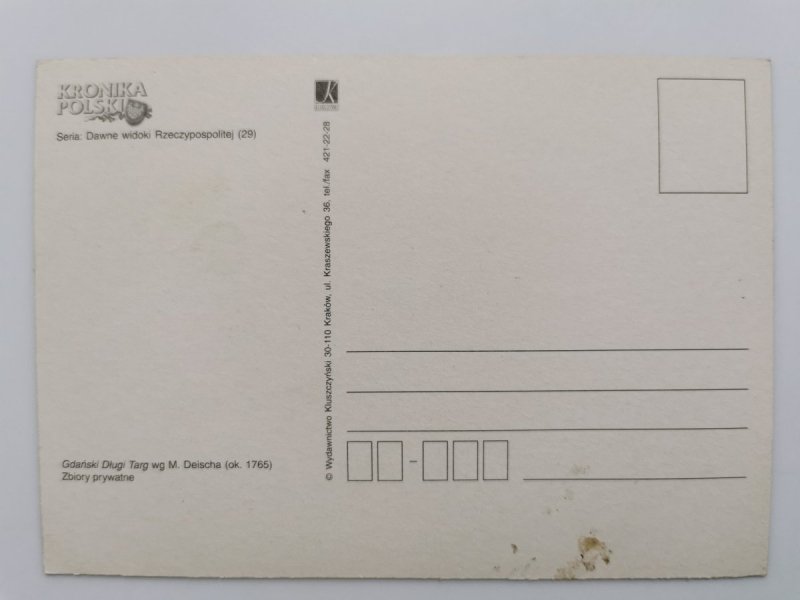 KRONIKA
POLSKI
Seria: Dawne widoki Rzeczypospolitej (29)
Gdański Długi Targ wg M. Deischa (ok. 1765)
Zbiory prywatne
K
© Wydawnictwo Kluszczyński 30-110 Kraków, ul. Kraszewskiego 36, tel./fax 421-22-28